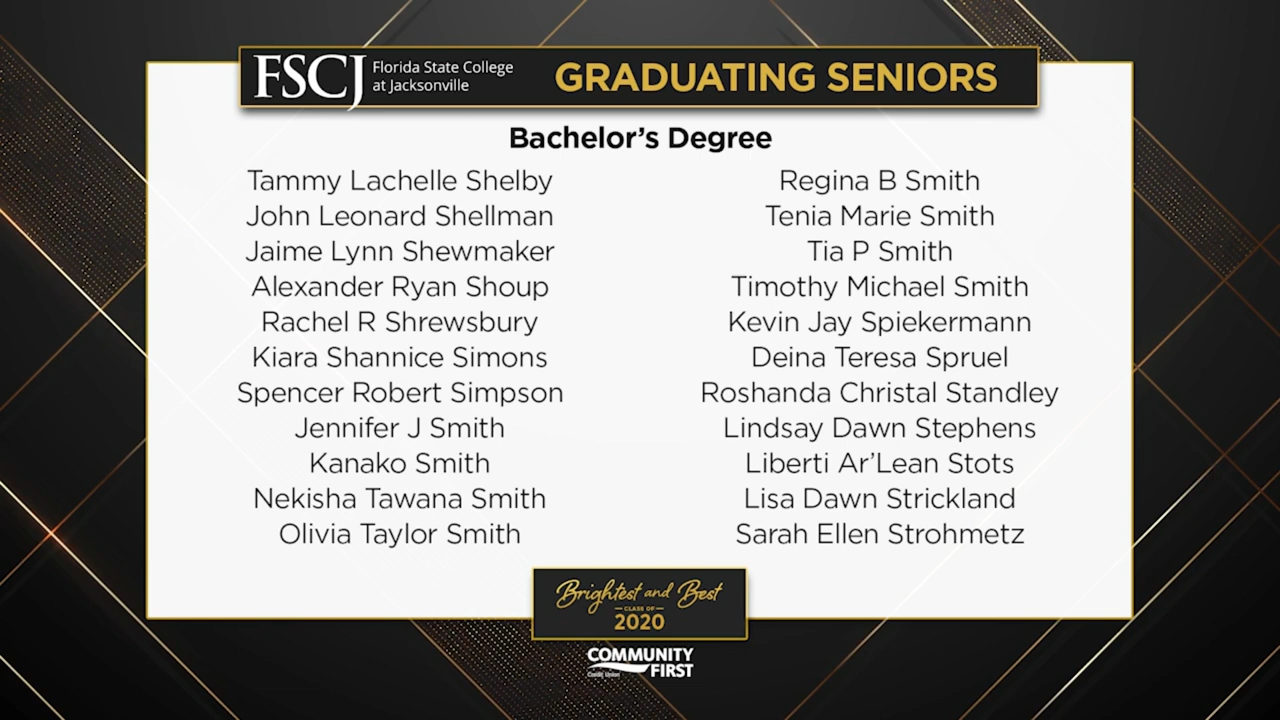 FSCJ Florida State College
at Jacksonville
GRADUATING SENIORS
Bachelor's Degree
Tammy Lachelle Shelby
John Leonard Shellman
Jaime Lynn Shewmaker
Alexander Ryan Shoup
Rachel R Shrewsbury
Kiara Shannice Simons
Spencer Robert Simpson
Jennifer J Smith
Kanako Smith
Nekisha Tawana Smith
Olivia Taylor Smith
Regina B Smith
Tenia Marie Smith
Tia P Smith
Timothy Michael Smith
Kevin Jay Spiekermann
Deina Teresa Spruel
Roshanda Christal Standley
Lindsay Dawn Stephens
Liberti Ar’Lean Stots
Lisa Dawn Strickland
Sarah Ellen Strohmetz
Brightest and Best
CLASS OF
2020
COMMUNITY
FIRST
Credit Union